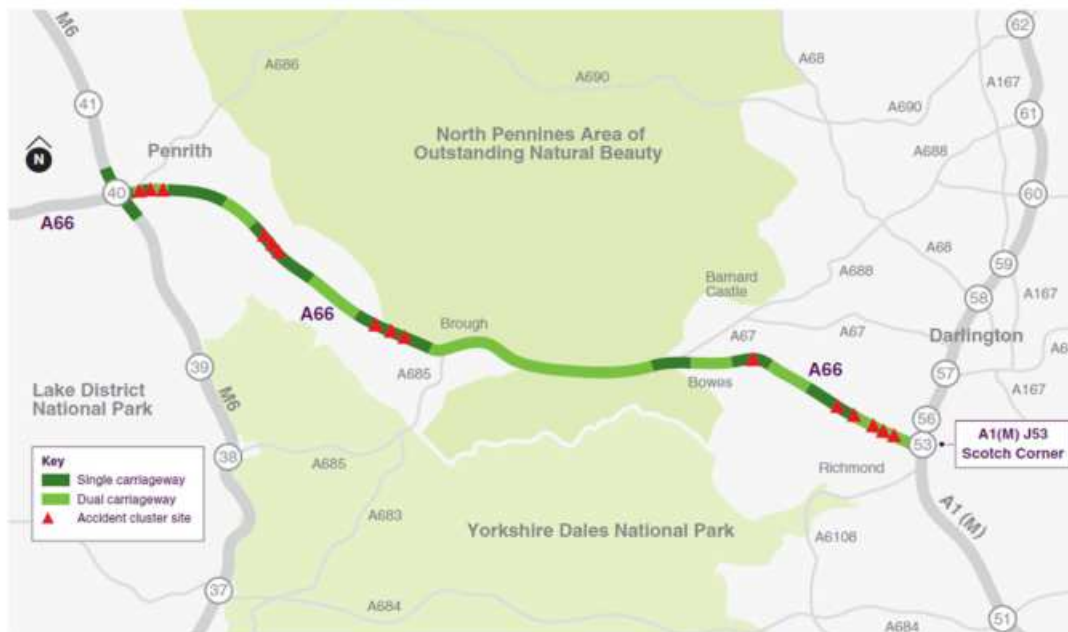 M6
M6
62
A68
A167
A686
A690
41
A690
61
North Pennines Area of
Outstanding Natural Beauty
N
Penrith
A688
40
60
A66
A68
59
Barnard
Castle
A688
58
A167
A66
Brough
A67
A67
Darlington
A66
A6
39
A685
Bowes
57
A167
Lake District
National Park
M6
56
A1(M) J53
Scotch Corner
53
38
A685
Richmond
Key
Single carriageway
Dual carriageway
Accident cluster site
A683
Yorkshire Dales National Park
A1 (M)
A6108
37
A684
A684
51